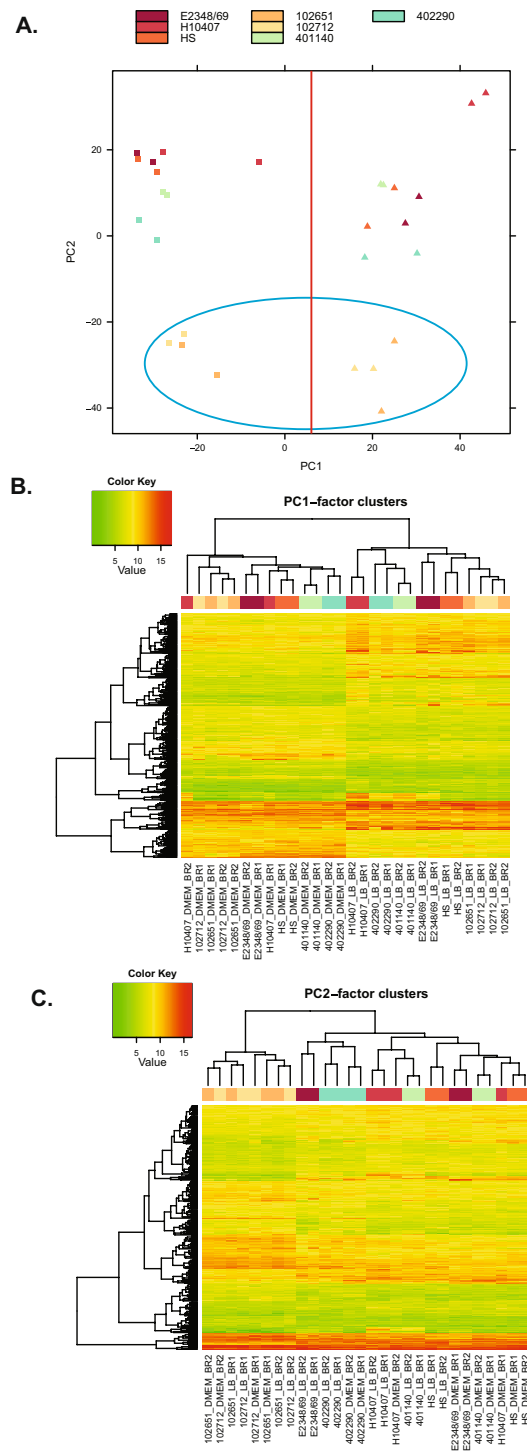 A.
E2348/69 102651 402290
H10407 102712
HS 401140
20
0
−20
−40
PC2
−20 0 20 40
PC1
B.
Color Key
5 10 15
Value
PC1−factor clusters
H10407_DMEM_BR2
102712_DMEM_BR1
102651_DMEM_BR1
102712_DMEM_BR2
102651_DMEM_BR2
E2348/69_DMEM_BR2
E2348/69_DMEM_BR1
H10407_DMEM_BR1
HS_DMEM_BR1
HS_DMEM_BR2
401140_DMEM_BR2
401140_DMEM_BR1
402290_DMEM_BR2
402290_DMEM_BR1
H10407_LB_BR2
H10407_LB_BR1
402290_LB_BR2
402290_LB_BR1
401140_LB_BR2
401140_LB_BR1
E2348/69_LB_BR2
E2348/69_LB_BR1
HS_LB_BR1
HS_LB_BR2
102651_LB_BR1
102712_LB_BR1
102712_LB_BR2
102651_LB_BR2
C.
Color Key
5 10 15
Value
PC2−factor clusters
102651_DMEM_BR2
102712_DMEM_BR2
102651_LB_BR1
102712_LB_BR1
102712_DMEM_BR1
102651_DMEM_BR1
102651_LB_BR2
102712_LB_BR2
E2348/69_LB_BR2
E2348/69_LB_BR1
402290_LB_BR2
402290_LB_BR1
402290_DMEM_BR2
402290_DMEM_BR1
H10407_LB_BR2
H10407_LB_BR1
H10407_DMEM_BR2
401140_LB_BR2
401140_LB_BR1
HS_LB_BR1
HS_LB_BR2
E2348/69_DMEM_BR1
E2348/69_DMEM_BR2
401140_DMEM_BR2
401140_DMEM_BR1
H10407_DMEM_BR1
HS_DMEM_BR1
HS_DMEM_BR2